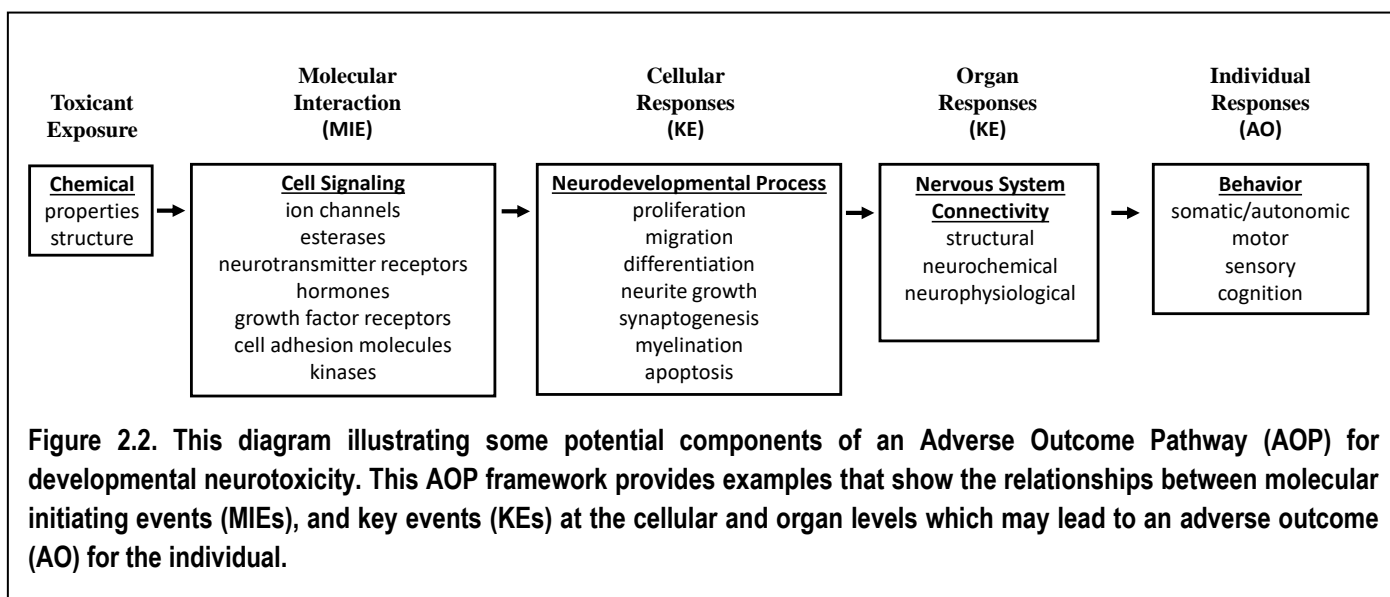 Toxicant
Exposure
Molecular
Interaction
(MIE)
Cellular
Responses
(KE)
Organ
Responses
(KE)
Individual
Responses
(AO)
Chemical
properties
structure
Cell Signaling
ion channels
esterases
neurotransmitter receptors
hormones
growth factor receptors
cell adhesion molecules
kinases
Neurodevelopmental Process
proliferation
migration
differentiation
neurite growth
synaptogenesis
myelination
apoptosis
Nervous System
Connectivity
structural
neurochemical
neurophysiological
Behavior
somatic/autonomic
motor
sensory
cognition
Figure 2.2. This diagram illustrating some potential components of an Adverse Outcome Pathway (AOP) for
developmental neurotoxicity. This AOP framework provides examples that show the relationships between molecular
initiating events (MIEs), and key events (KEs) at the cellular and organ levels which may lead to an adverse outcome
(AO) for the individual.